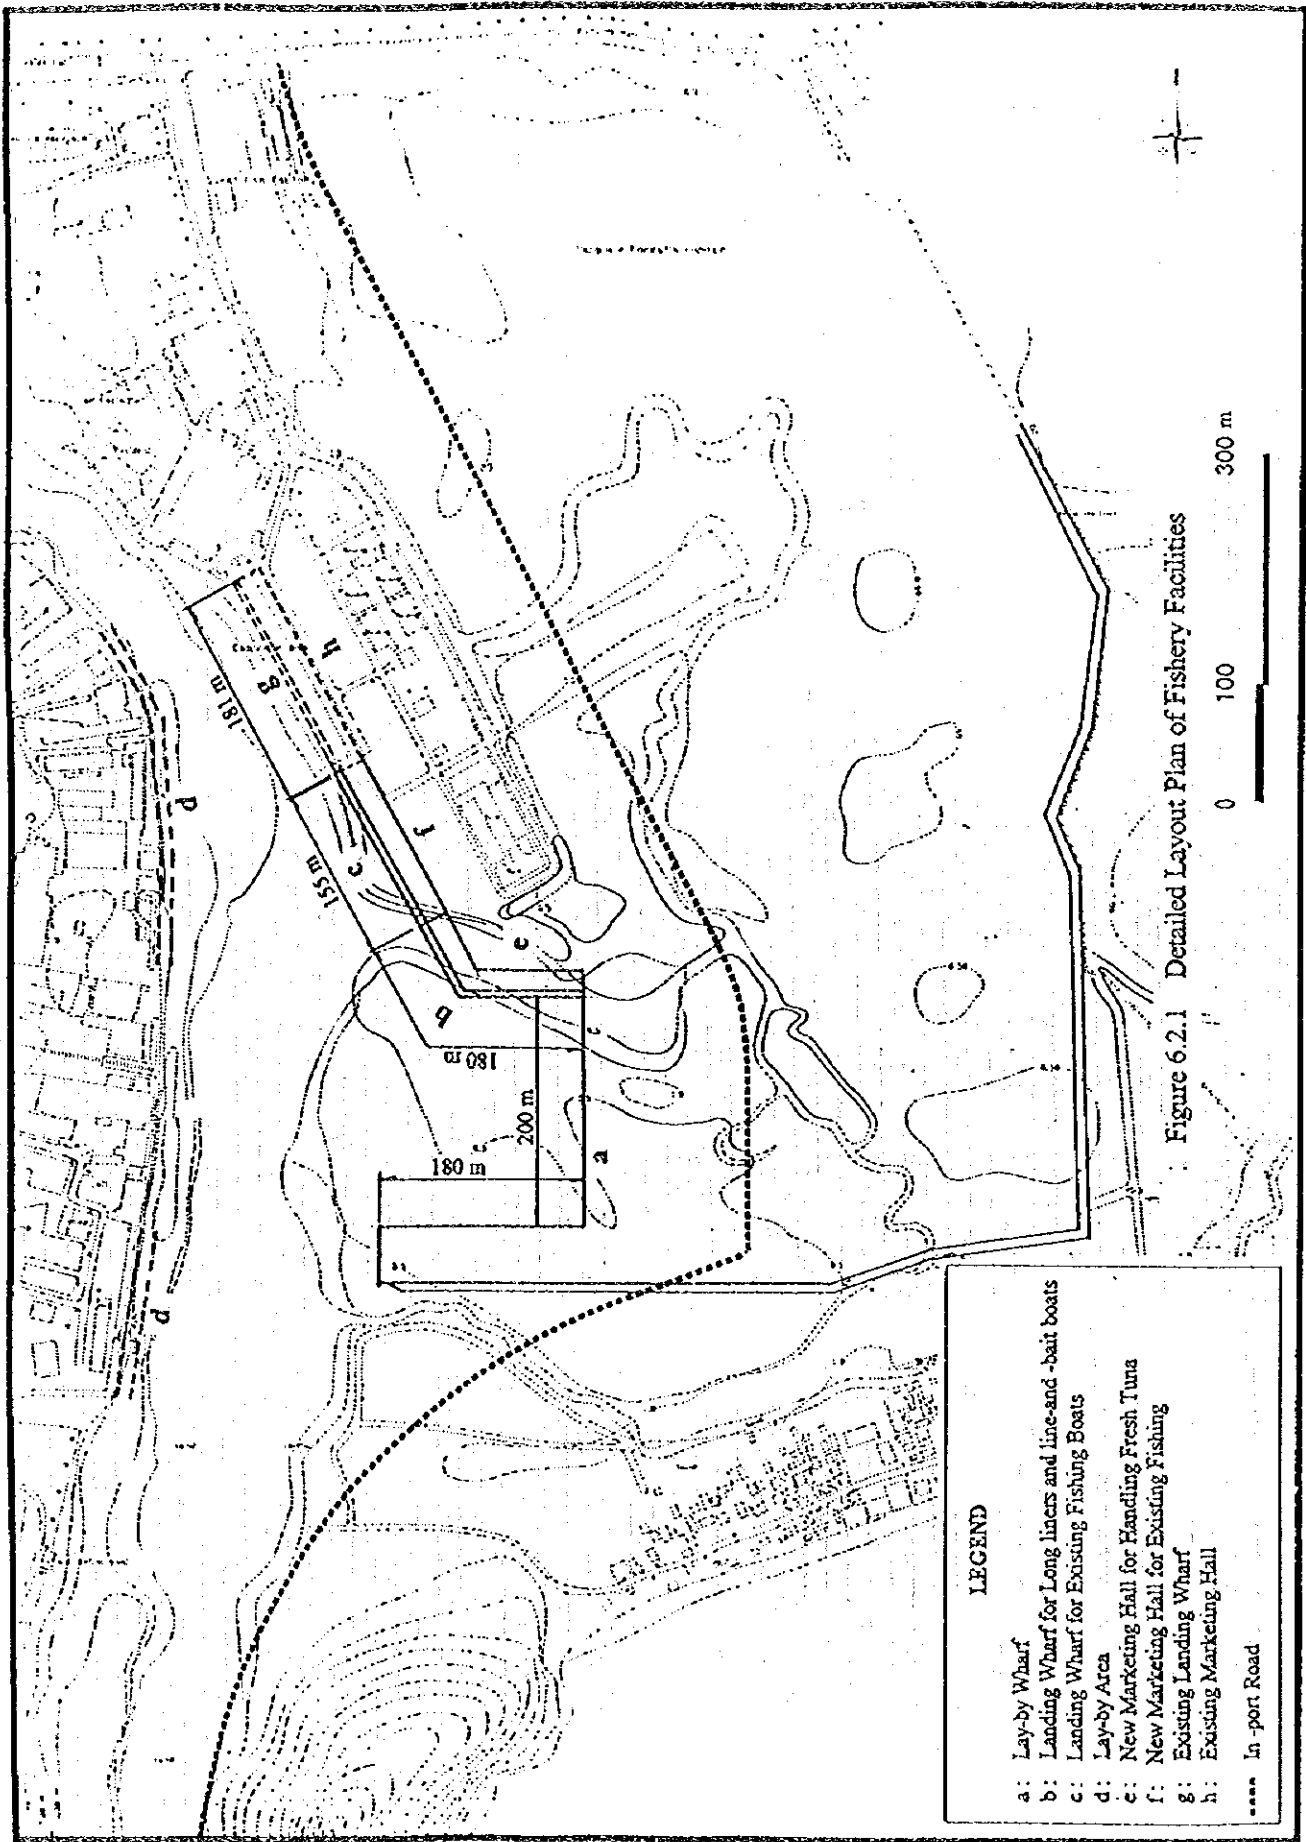 181 m
155 m
180 m
200 m
180 m
a
b
c
d
d
e
f
g
h
LEGEND
a : Lay-by Wharf
b : Landing Wharf for Long liners and line-and -bait boats
c : Landing Wharf for Existing Fishing Boats
d : Lay-by Area
e : New Marketing Hall for Handling Fresh Tuna
f : New Marketing Hall for Existing Fishing
g : Existing Landing Wharf
h : Existing Marketing Hall
In -port Road
Figure 6.2.1 Detailed Layout Plan of Fishery Facilities
0 100 300 m